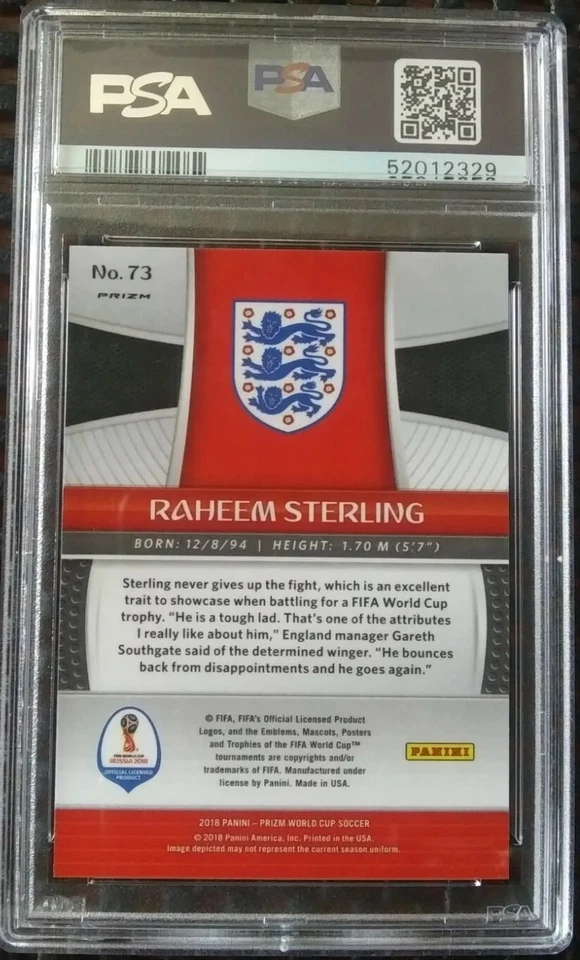 PSA
PSA
52012329
No. 73
PRIZM
RAHEEM STERLING
BORN: 12/8/94 | HEIGHT: 1.70 M (5'7")
Sterling never gives up the fight, which is an excellent
trait to showcase when battling for a FIFA World Cup
trophy. “He is a tough lad. That’s one of the attributes
I really like about him,” England manager Gareth
Southgate said of the determined winger. “He bounces
back from disappointments and he goes again.”
FIFA WORLD CUP
RUSSIA 2018
OFFICIAL LICENSED
PRODUCT
© FIFA, FIFA's Official Licensed Product
Logos, and the Emblems, Mascots, Posters
and Trophies of the FIFA World Cup™
tournaments are copyrights and/or
trademarks of FIFA. Manufactured under
license by Panini. Made in USA.
PANINI
2018 PANINI – PRIZM WORLD CUP SOCCER
© 2018 Panini America, Inc. Printed in the USA.
Image depicted may not represent the current season uniform.
PSA